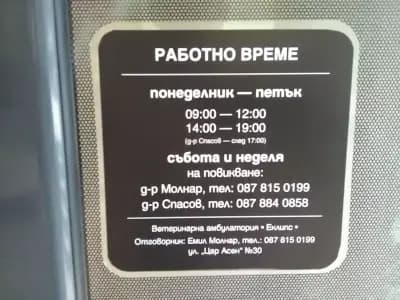 РАБОТНО ВРЕМЕ
понеделник — петък
09:00 — 12:00
14:00 — 19:00
(д-р Спасов — след 17:00)
събота и неделя
на повикване:
д-р Молнар, тел: 087 815 0199
д-р Спасов, тел: 087 884 0858
Ветеринарна амбулатория • Еклипс •
Отговорник: Емил Молнар, тел.: 087 815 0199
ул. „Цар Асен" №30